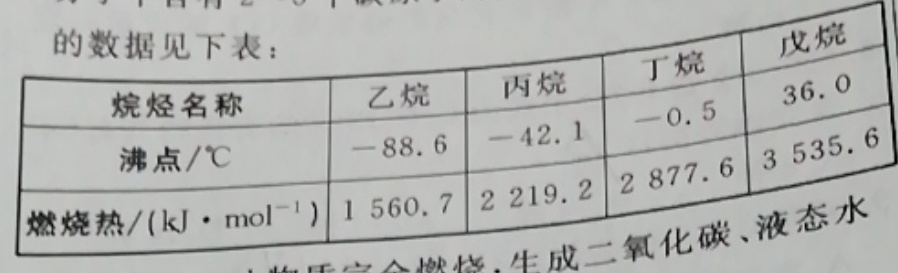 的数据见下表：
烷烃名称 乙烷 丙烷 丁烷 戊烷
沸点/℃ －88.6 －42.1 －0.5 36.0
燃烧热/(kJ·mol⁻¹) 1 560.7 2 219.2 2 877.6 3 535.6
物质完全燃烧，生成二氧化碳、液态水